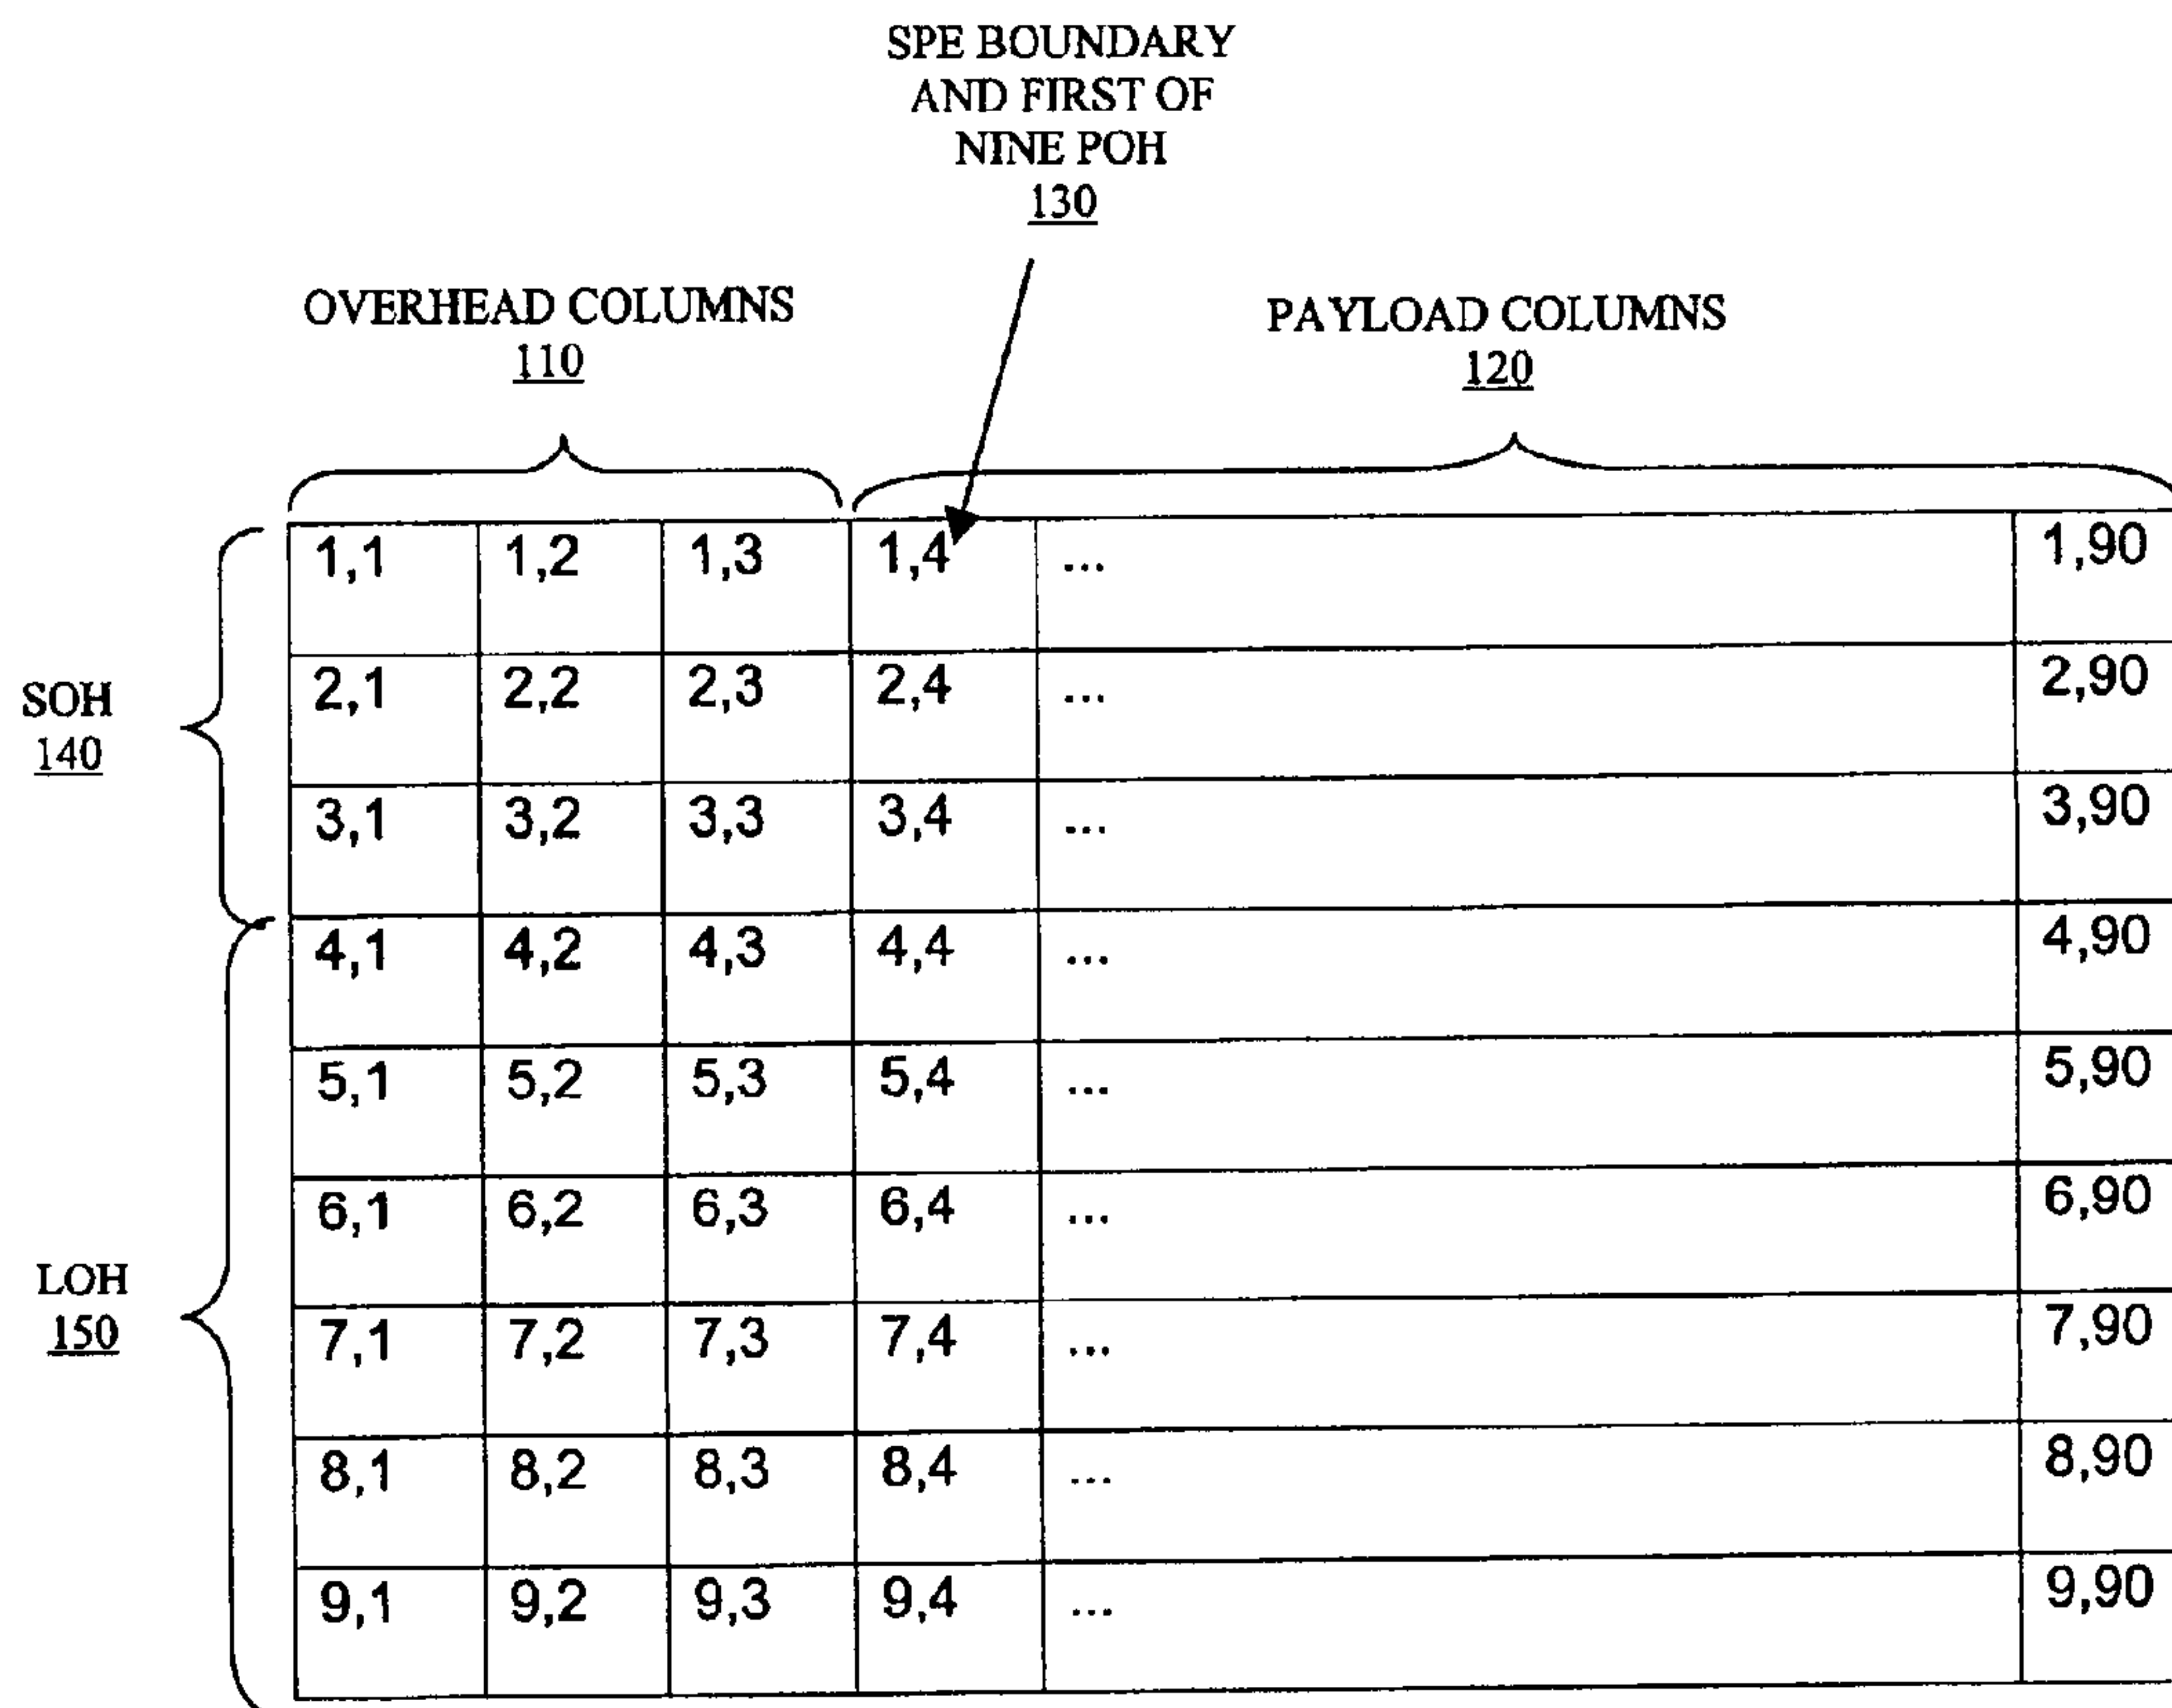 SPE BOUNDARY
AND FIRST OF
NINE POH
130
OVERHEAD COLUMNS
110
PAYLOAD COLUMNS
120
SOH
140
LOH
150
1,1 1,2 1,3 1,4 ... 1,90
2,1 2,2 2,3 2,4 ... 2,90
3,1 3,2 3,3 3,4 ... 3,90
4,1 4,2 4,3 4,4 ... 4,90
5,1 5,2 5,3 5,4 ... 5,90
6,1 6,2 6,3 6,4 ... 6,90
7,1 7,2 7,3 7,4 ... 7,90
8,1 8,2 8,3 8,4 ... 8,90
9,1 9,2 9,3 9,4 ... 9,90